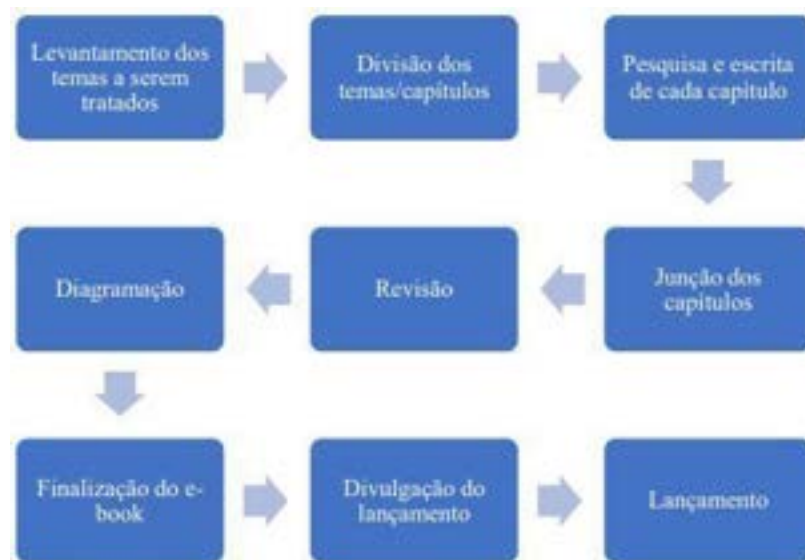 Levantamento dos
temas a serem
tratados
Divisão dos
temas/capítulos
Pesquisa e escrita
de cada capítulo
Junção dos
capítulos
Revisão
Diagramação
Finalização do e-
book
Divulgação do
lançamento
Lançamento